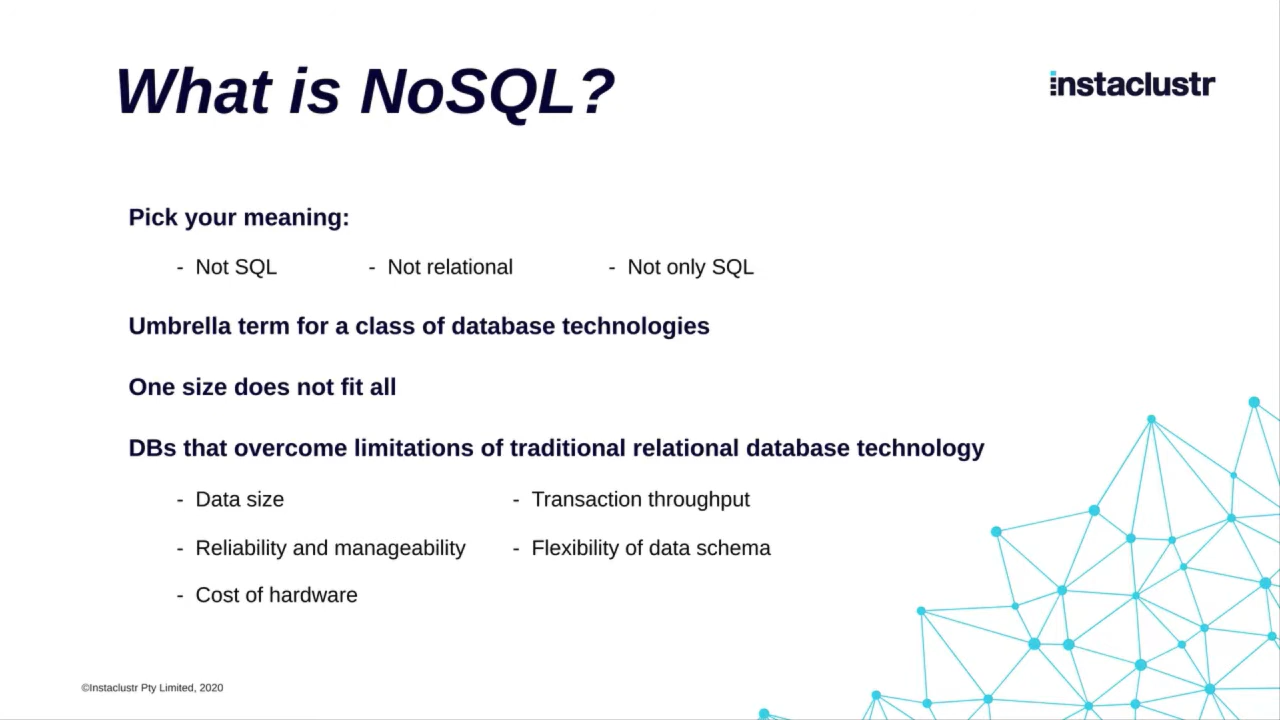 What is NoSQL?
instaclustr
Pick your meaning:
- Not SQL - Not relational - Not only SQL
Umbrella term for a class of database technologies
One size does not fit all
DBs that overcome limitations of traditional relational database technology
- Data size - Transaction throughput
- Reliability and manageability - Flexibility of data schema
- Cost of hardware
©Instaclustr Pty Limited, 2020